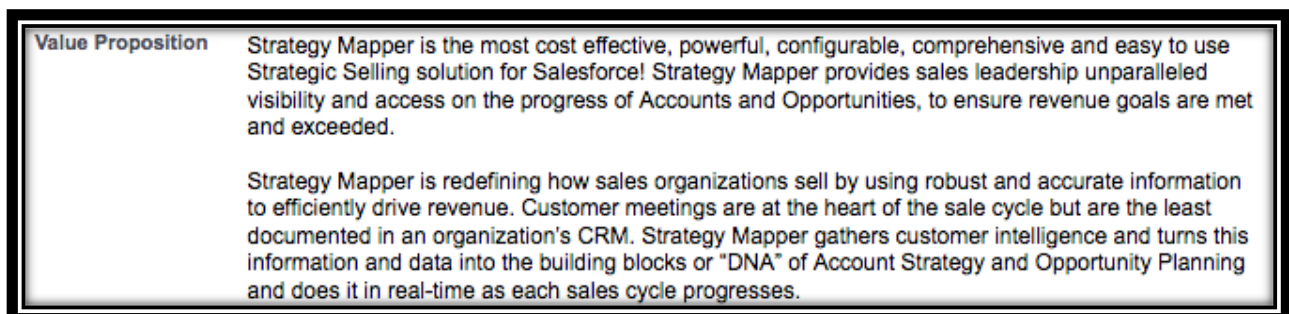 Value Proposition Strategy Mapper is the most cost effective, powerful, configurable, comprehensive and easy to use
Strategic Selling solution for Salesforce! Strategy Mapper provides sales leadership unparalleled
visibility and access on the progress of Accounts and Opportunities, to ensure revenue goals are met
and exceeded.
Strategy Mapper is redefining how sales organizations sell by using robust and accurate information
to efficiently drive revenue. Customer meetings are at the heart of the sale cycle but are the least
documented in an organization's CRM. Strategy Mapper gathers customer intelligence and turns this
information and data into the building blocks or “DNA” of Account Strategy and Opportunity Planning
and does it in real-time as each sales cycle progresses.